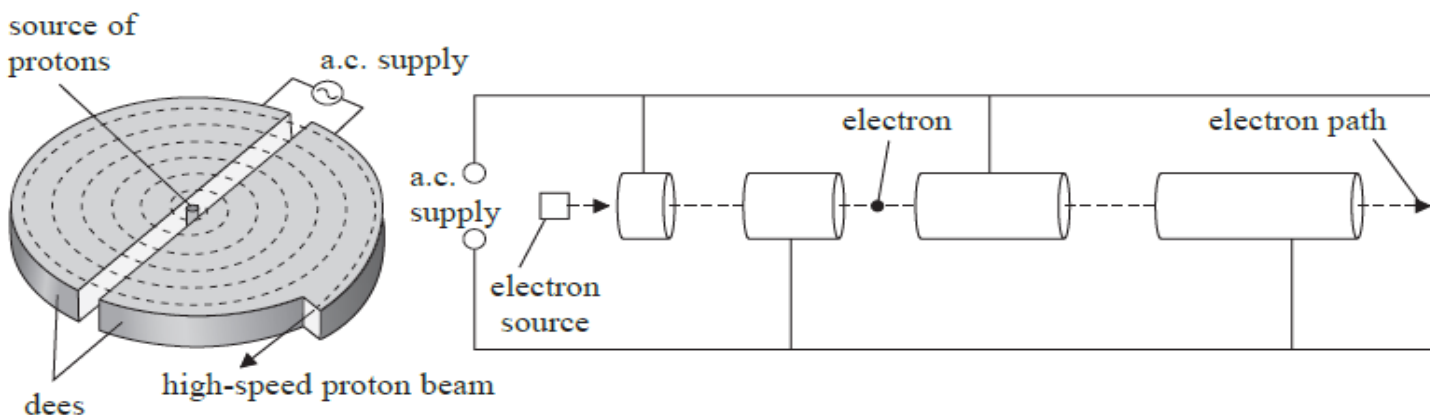 source of
protons
a.c. supply
dees
high-speed proton beam
a.c.
supply
electron
source
electron
electron path